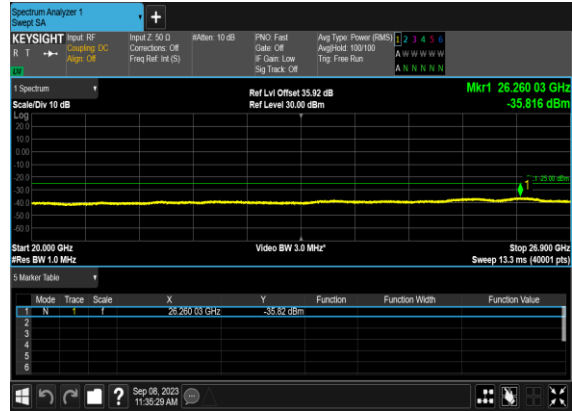 Spectrum Analyzer 1
Swept SA
+
KEYSIGHT Input: RF Input Z: 50 Ω #Atten: 10 dB PNO: Fast Avg Type: Power (RMS) 1 2 3 4 5 6
R T Coupling: DC Corrections: Off Gate: Off Avg|Hold: 100/100 A W W W W W
Align: Off Freq Ref: Int (S) IF Gain: Low Trig: Free Run
Sig Track: Off A N N N N N
1 Spectrum Ref Lvl Offset 35.92 dB Mkr1 26.260 03 GHz
Scale/Div 10 dB Ref Level 30.00 dBm -35.816 dBm
Log
20.0
10.0
0.00
-10.0
-20.0
-30.0
-40.0
-50.0
-60.0
1
Start 20.000 GHz Video BW 3.0 MHz* Stop 26.900 GHz
#Res BW 1.0 MHz Sweep 13.3 ms (40001 pts)
5 Marker Table
Mode Trace Scale X Y Function Function Width Function Value
1 N 1 f 26.260 03 GHz -35.82 dBm
2
3
4
5
6
? Sep 08, 2023
11:35:29 AM